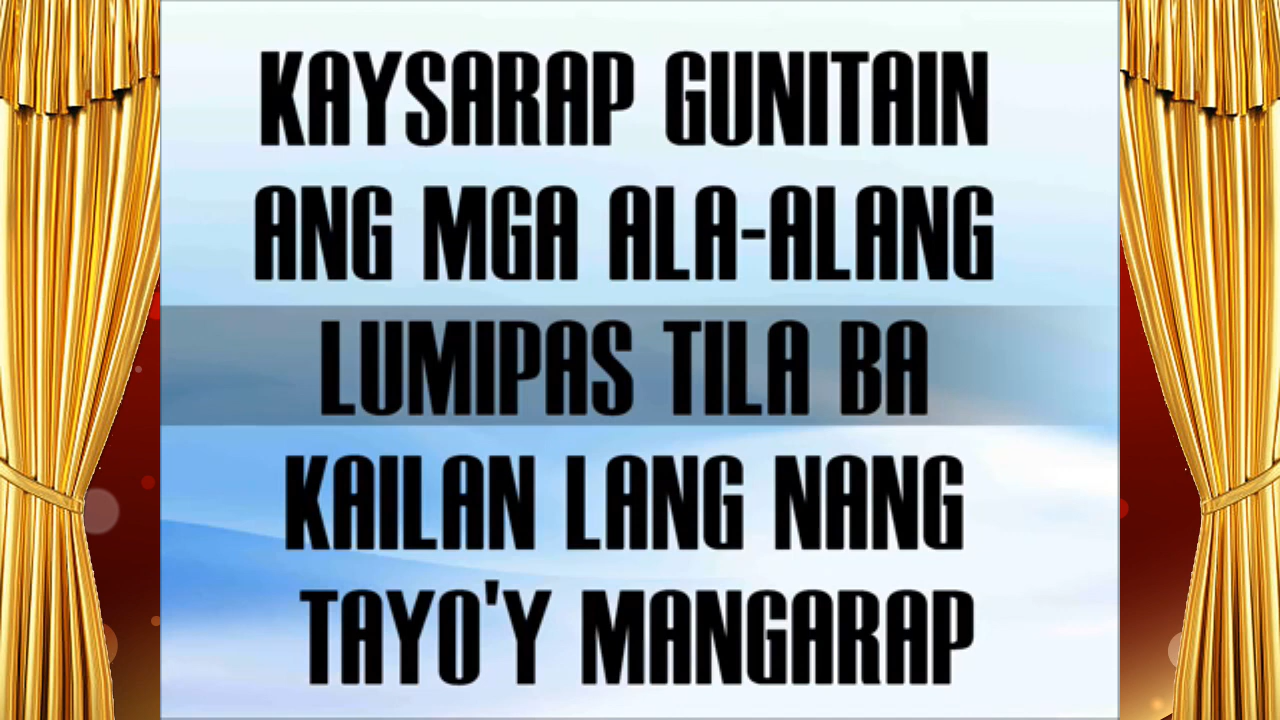 KAYSARAP GUNITAIN
ANG MGA ALA-ALANG
LUMIPAS TILA BA
KAILAN LANG NANG
TAYO'Y MANGARAP